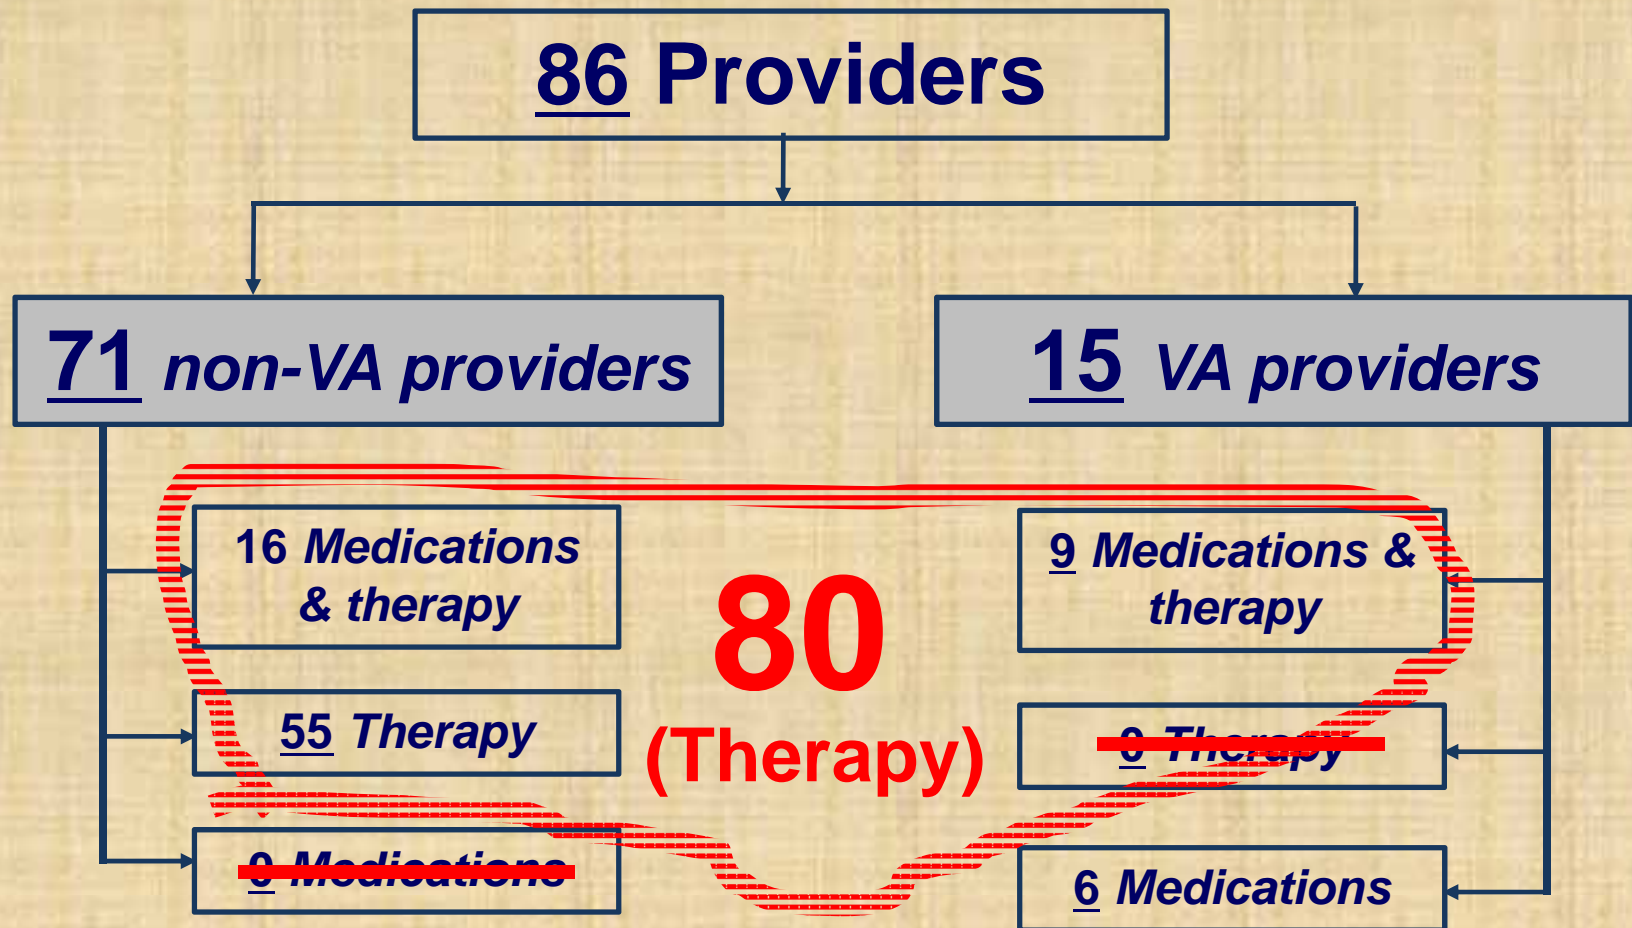 86 Providers
71 non-VA providers
15 VA providers
16 Medications
& therapy
9 Medications &
therapy
80
(Therapy)
55 Therapy
0 Therapy
0 Medications
6 Medications